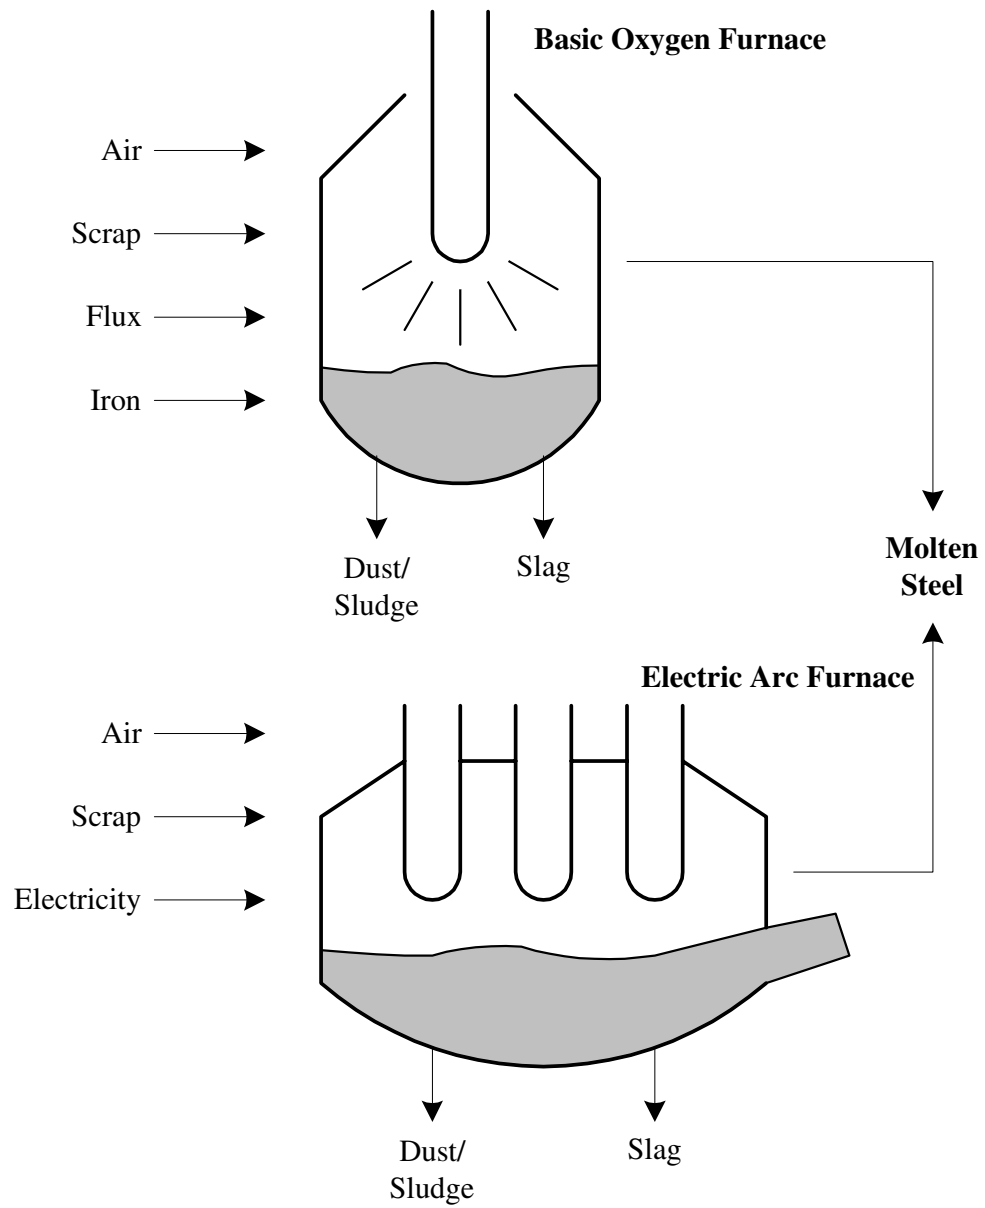 Basic Oxygen Furnace
Air
Scrap
Flux
Iron
Dust/
Sludge
Slag
Molten
Steel
Electric Arc Furnace
Air
Scrap
Electricity
Dust/
Sludge
Slag